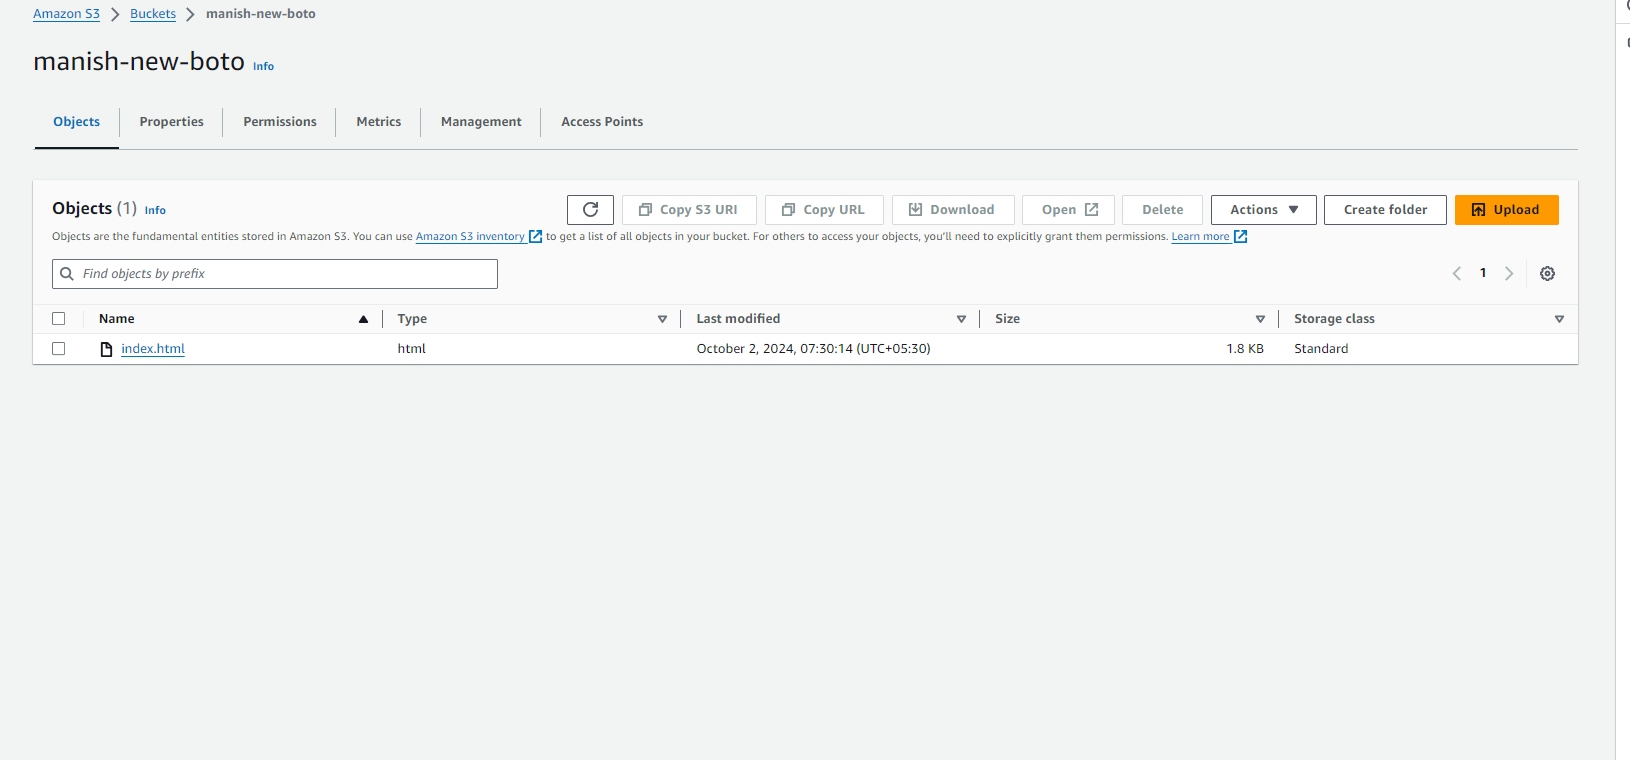 Amazon S3 > Buckets > manish-new-boto
manish-new-boto Info
Objects Properties Permissions Metrics Management Access Points
Objects (1) Info Copy S3 URI Copy URL Download Open Delete Actions Create folder Upload
Objects are the fundamental entities stored in Amazon S3. You can use Amazon S3 inventory to get a list of all objects in your bucket. For others to access your objects, you'll need to explicitly grant them permissions. Learn more
Find objects by prefix 1
Name Type Last modified Size Storage class
index.html html October 2, 2024, 07:30:14 (UTC+05:30) 1.8 KB Standard